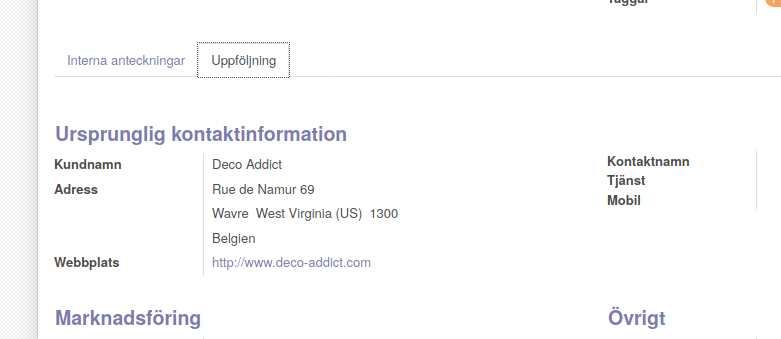 Taggar
Interna anteckningar
Uppföljning
Ursprunglig kontaktinformation
Kundnamn Deco Addict
Adress Rue de Namur 69
Wavre West Virginia (US) 1300
Belgien
Webbplats http://www.deco-addict.com
Kontaktnamn
Tjänst
Mobil
Marknadsföring
Övrigt